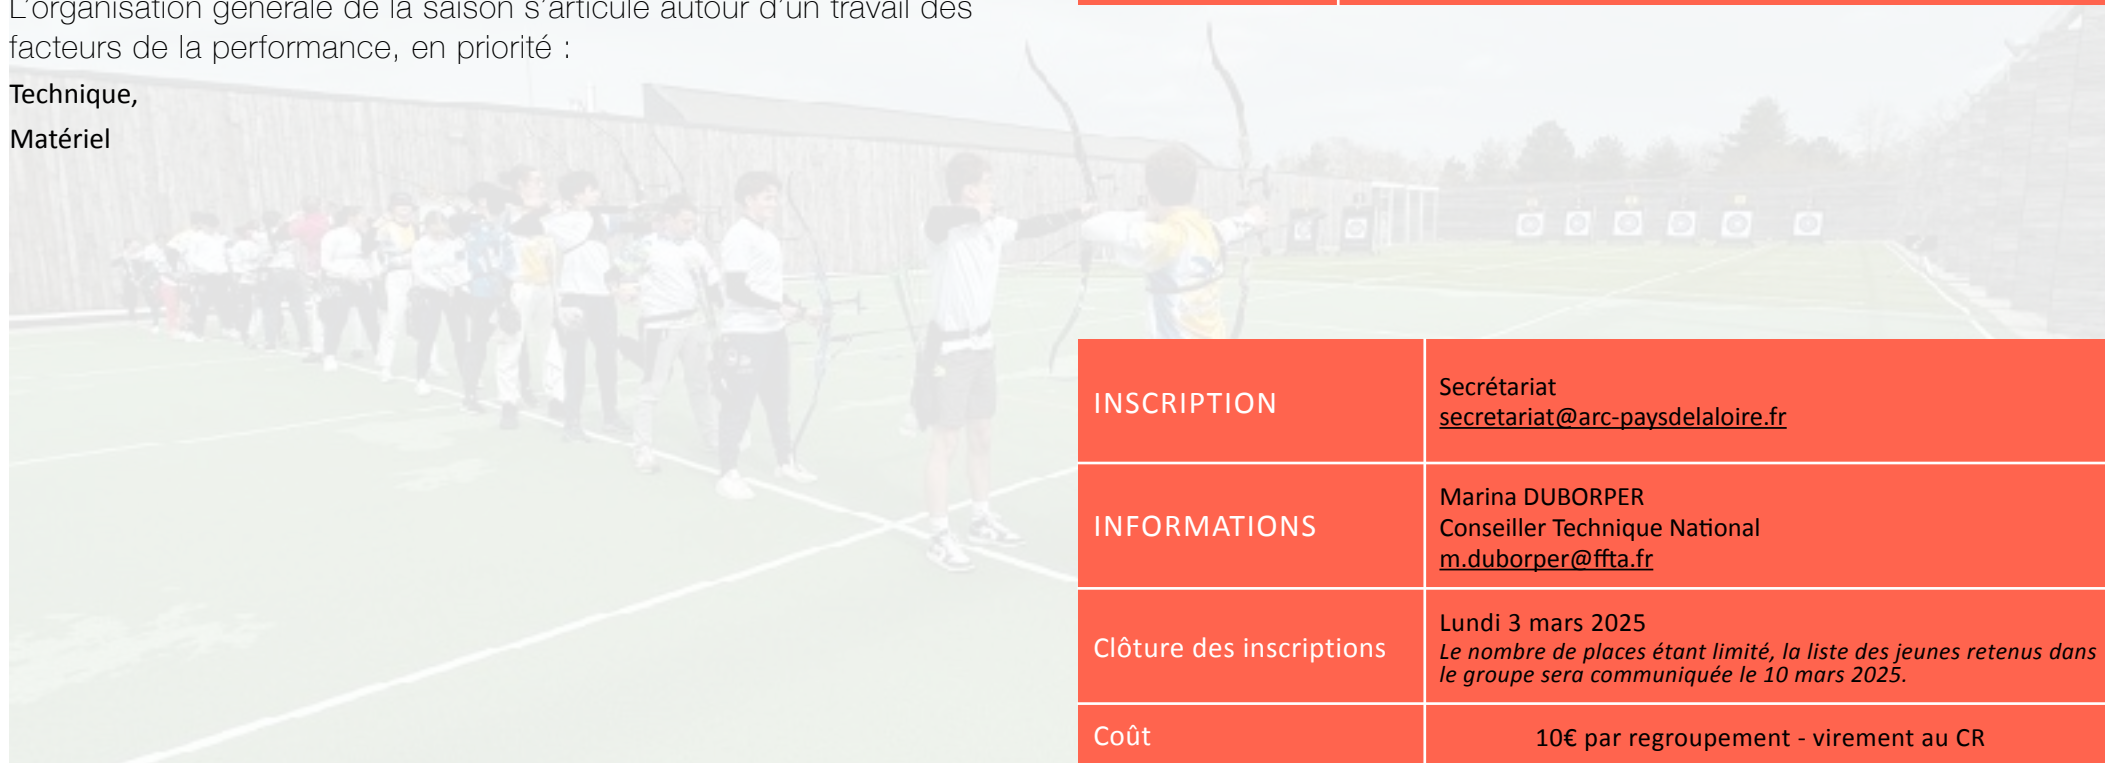 L'organisation générale de la saison s'articule autour d'un travail des
facteurs de la performance, en priorité :
Technique,
Matériel
INSCRIPTION
Secrétariat
secretariat@arc-paysdelaloire.fr
INFORMATIONS
Marina DUBORPER
Conseiller Technique National
m.duborper@ffta.fr
Clôture des inscriptions
Lundi 3 mars 2025
Le nombre de places étant limité, la liste des jeunes retenus dans
le groupe sera communiquée le 10 mars 2025.
Coût
10€ par regroupement - virement au CR